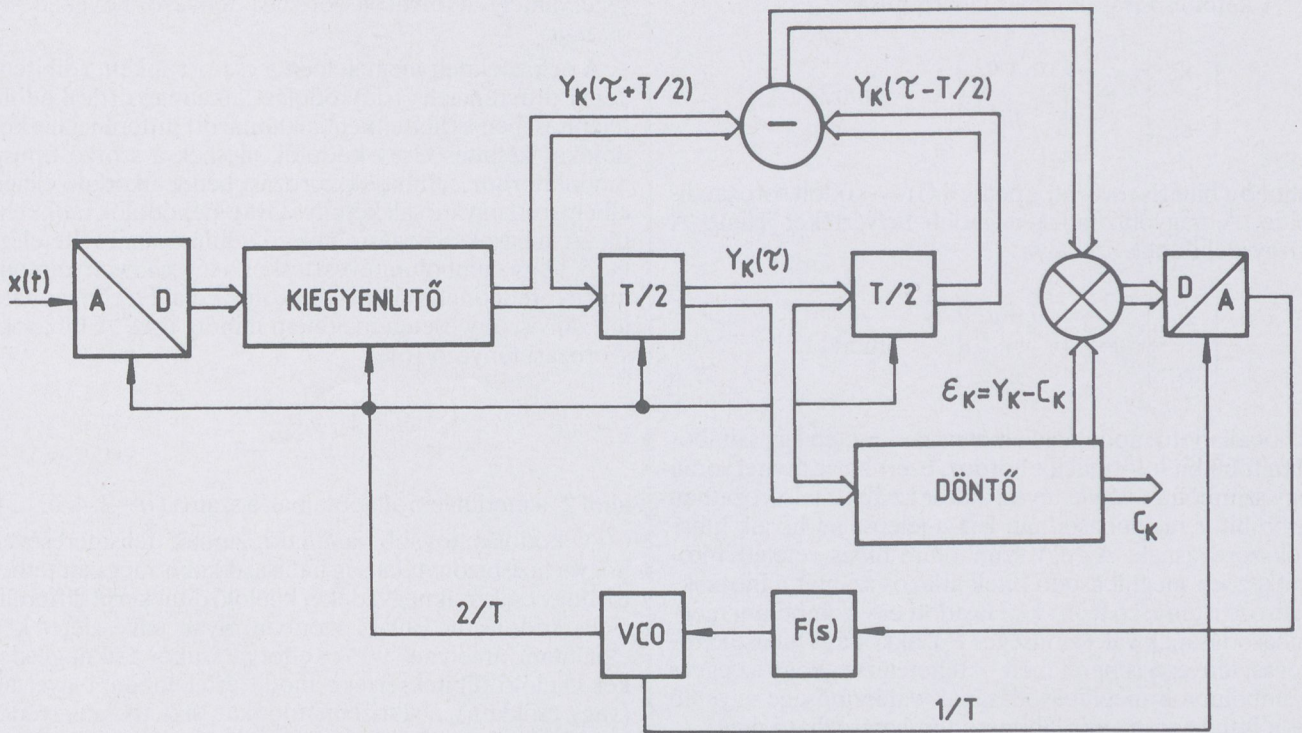 Y_K(τ+T/2)
Y_K(τ-T/2)
−
x(t)
A
D
KIEGYENLITŐ
T/2
Y_K(τ)
T/2
D
A
ε_K=Y_K-C_K
DÖNTŐ
C_K
2/T
VCO
F(s)
1/T